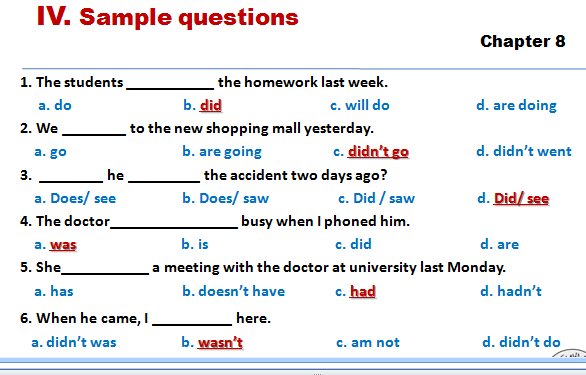 IV. Sample questions
Chapter 8
1. The students ____________ the homework last week.
a. do b. did c. will do d. are doing
2. We _________ to the new shopping mall yesterday.
a. go b. are going c. didn't go d. didn't went
3. _________ he __________ the accident two days ago?
a. Does/ see b. Does/ saw c. Did / saw d. Did/ see
4. The doctor__________________ busy when I phoned him.
a. was b. is c. did d. are
5. She____________ a meeting with the doctor at university last Monday.
a. has b. doesn't have c. had d. hadn't
6. When he came, I ___________ here.
a. didn't was b. wasn't c. am not d. didn't do